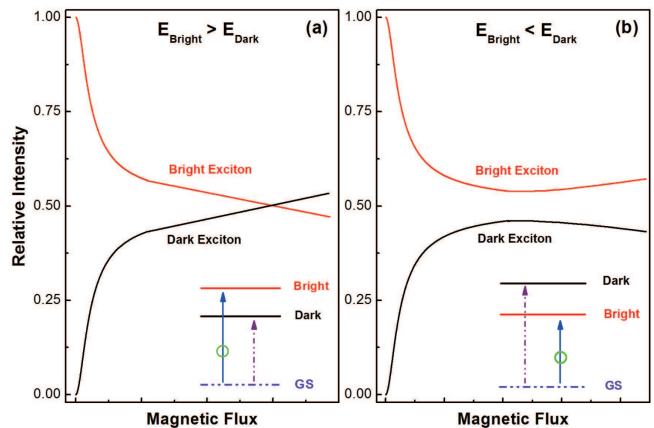 E_Bright > E_Dark (a)
E_Bright < E_Dark (b)
1.00
0.75
0.50
0.25
0.00
Relative Intensity
Bright Exciton
Dark Exciton
Bright
Dark
GS
Magnetic Flux
Bright Exciton
Dark Exciton
Dark
Bright
GS
Magnetic Flux